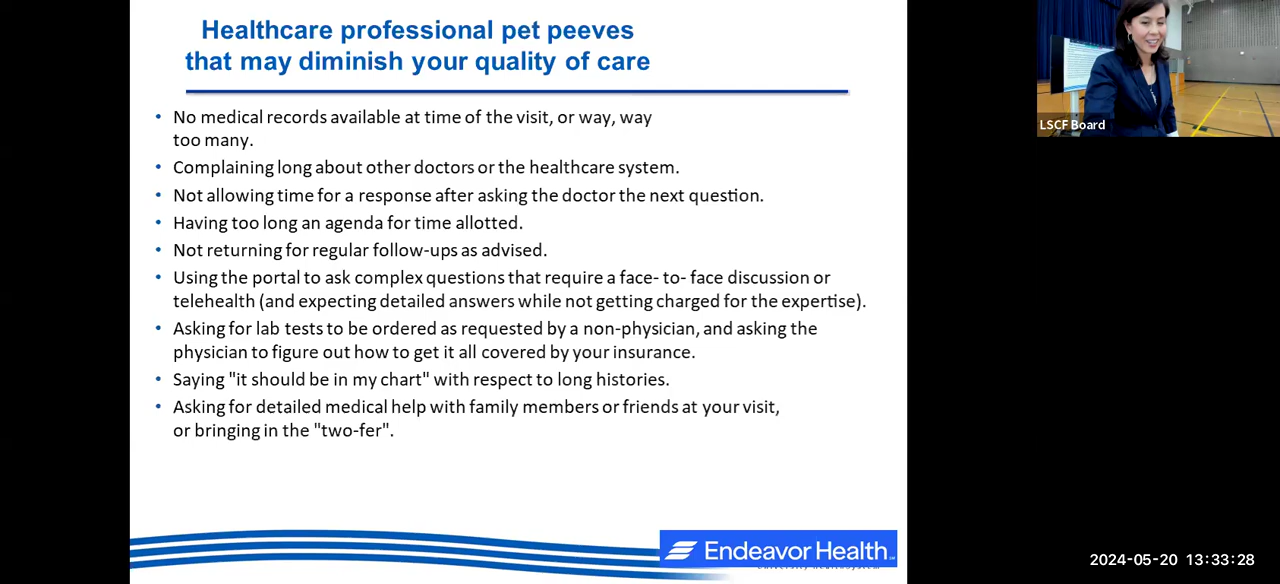 Healthcare professional pet peeves
that may diminish your quality of care
• No medical records available at time of the visit, or way, way
too many.
• Complaining long about other doctors or the healthcare system.
• Not allowing time for a response after asking the doctor the next question.
• Having too long an agenda for time allotted.
• Not returning for regular follow-ups as advised.
• Using the portal to ask complex questions that require a face- to- face discussion or
telehealth (and expecting detailed answers while not getting charged for the expertise).
• Asking for lab tests to be ordered as requested by a non-physician, and asking the
physician to figure out how to get it all covered by your insurance.
• Saying "it should be in my chart" with respect to long histories.
• Asking for detailed medical help with family members or friends at your visit,
or bringing in the "two-fer".
Endeavor Health
LSCF Board
2024-05-20 13:33:28